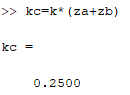 >> kc=k*(za+zb)
kc =
0.2500